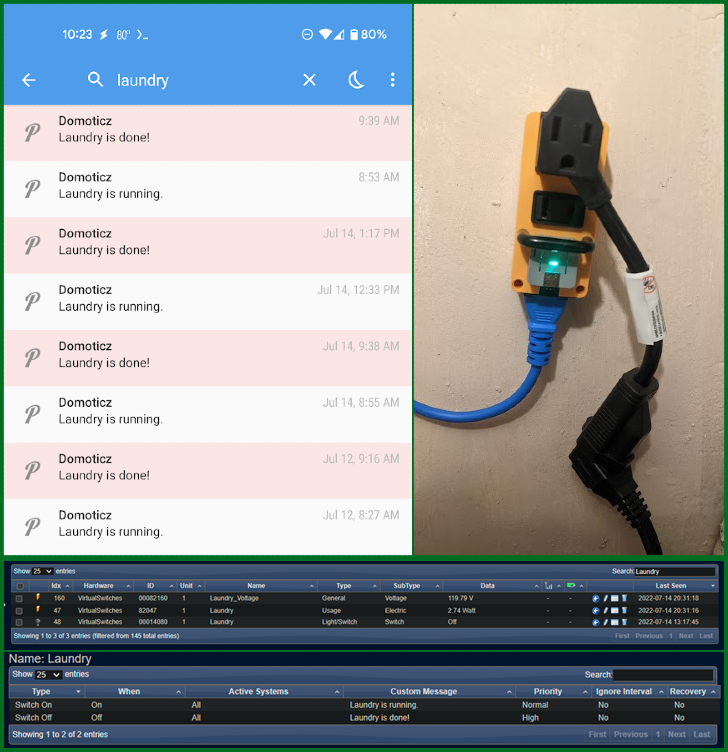 10:23 80° >_ 80%
laundry
Domoticz 9:39 AM
Laundry is done!
Domoticz 8:53 AM
Laundry is running.
Domoticz Jul 14, 1:17 PM
Laundry is done!
Domoticz Jul 14, 12:33 PM
Laundry is running.
Domoticz Jul 14, 9:38 AM
Laundry is done!
Domoticz Jul 14, 8:55 AM
Laundry is running.
Domoticz Jul 12, 9:16 AM
Laundry is done!
Domoticz Jul 12, 8:27 AM
Laundry is running.
Show 25 entries Search: Laundry
Idx Hardware ID Unit Name Type SubType Data Last Seen
160 VirtualSwitches 00082160 1 Laundry_Voltage General Voltage 119.79 V - - 2022-07-14 20:31:18
47 VirtualSwitches 82047 1 Laundry Usage Electric 2.74 Watt - - 2022-07-14 20:31:16
48 VirtualSwitches 00014080 1 Laundry Light/Switch Switch Off - - 2022-07-14 13:17:45
Showing 1 to 3 of 3 entries (filtered from 145 total entries) First Previous 1 Next Last
Name: Laundry
Show 25 entries Search:
Type When Active Systems Custom Message Priority Ignore Interval Recovery
Switch On On All Laundry is running. Normal No No
Switch Off Off All Laundry is done! High No No
Showing 1 to 2 of 2 entries First Previous 1 Next Last